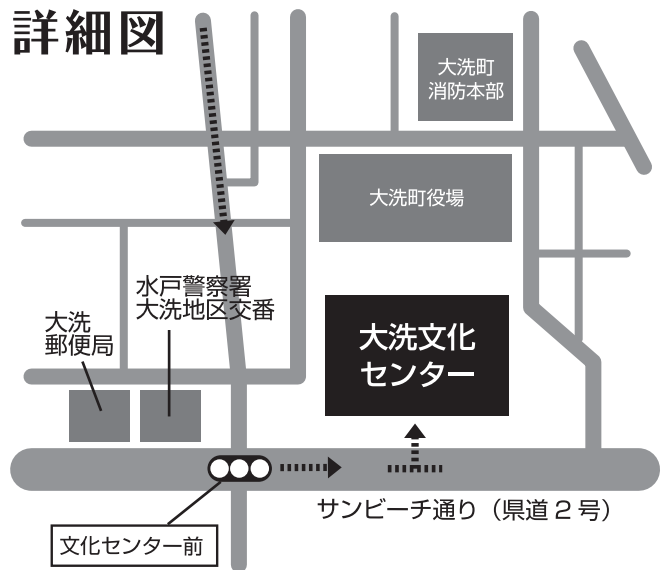 詳細図
大洗町
消防本部
大洗町役場
水戸警察署
大洗地区交番
大洗
郵便局
大洗文化
センター
サンビーチ通り（県道２号）
文化センター前